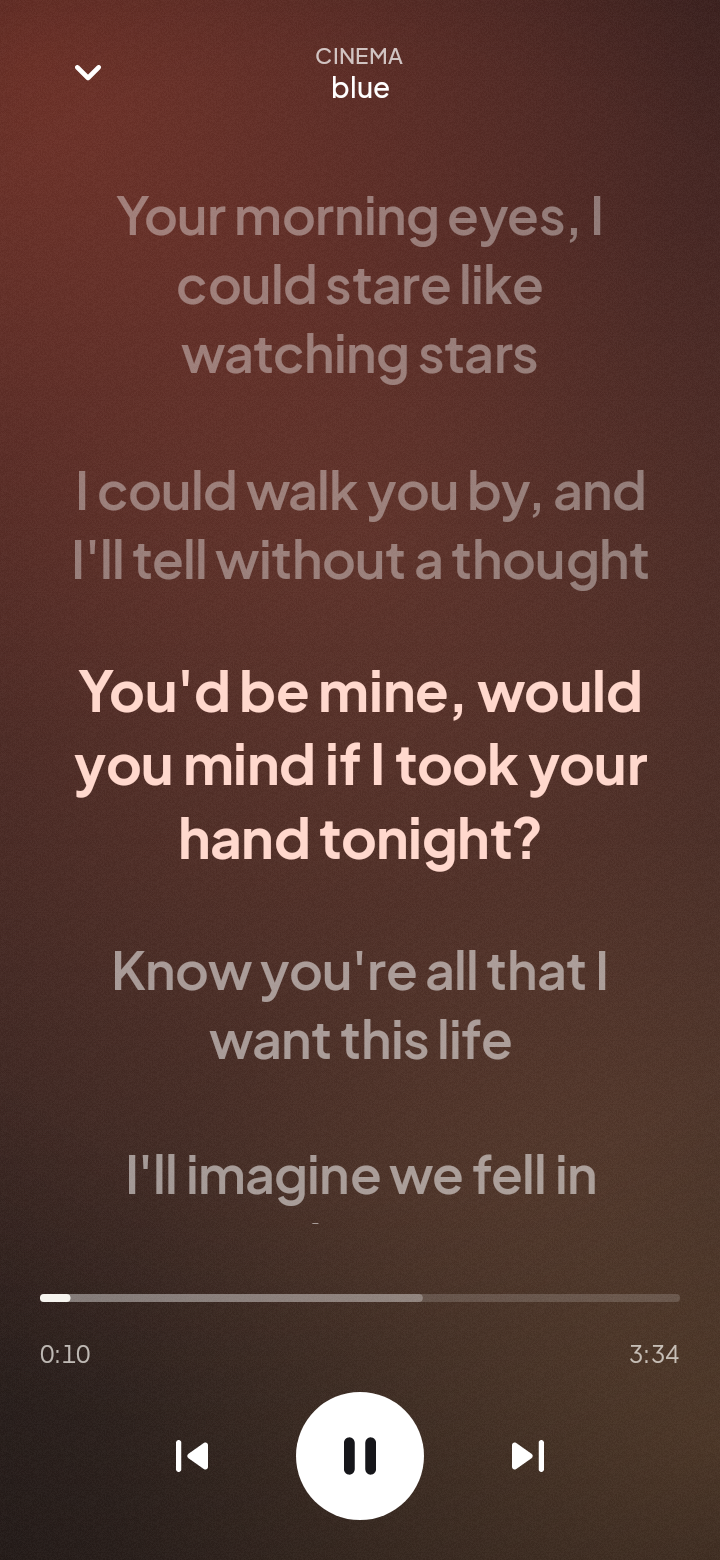 CINEMA
blue
Your morning eyes, I
could stare like
watching stars
I could walk you by, and
I'll tell without a thought
You'd be mine, would
you mind if I took your
hand tonight?
Know you're all that I
want this life
I'll imagine we fell in
0:10
3:34